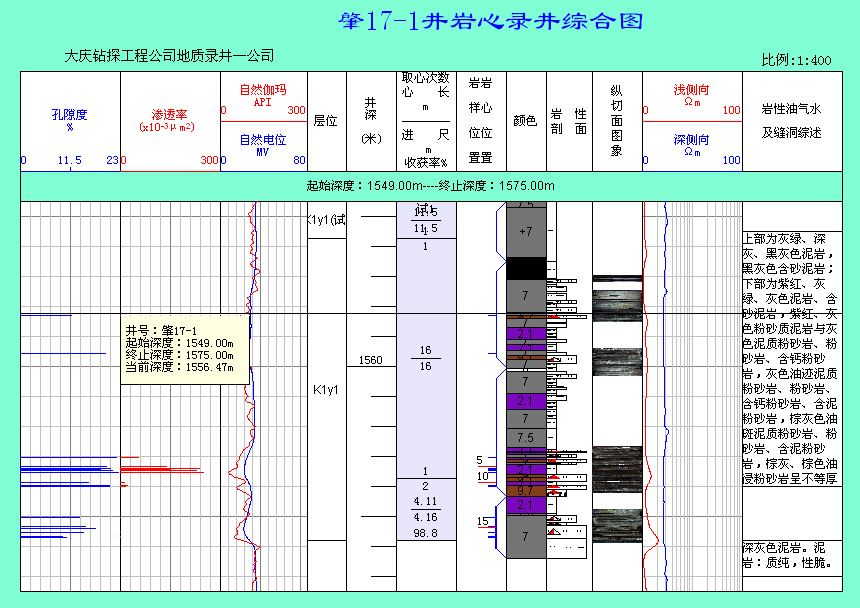 肇17-1井岩心录井综合图
大庆钻探工程公司地质录井一公司
比例:1:400
孔隙度
%
0 11.5 23
渗透率
(x10-3μm2)
0 300
自然伽玛
API
0 300
自然电位
MV
0 80
层位
井深
(米)
取心次数
心 长
m
进 尺
m
收获率%
岩岩
样心
位位
置置
颜色
岩性
剖面
纵切面图象
浅侧向
Ωm
0 100
深侧向
Ωm
0 100
岩性油气水
及缝洞综述
起始深度：1549.00m----终止深度：1575.00m
K1y1(试
11.5
11.5
1
+7
7
2.1
16
16
1560
7
K1y1
2.1
7
7.5
1
5
10
2
4.11
4.16
98.8
9.7
2.1
15
7
井号：肇17-1
起始深度：1549.00m
终止深度：1575.00m
当前深度：1556.47m
上部为灰绿、深
灰、黑灰色泥岩，
黑灰色含砂泥岩；
下部为紫红、灰
绿、灰色泥岩、含
砂泥岩，紫红、灰
色粉砂质泥岩与灰
色泥质粉砂岩、粉
砂岩、含钙粉砂
岩，灰色油迹泥质
粉砂岩、粉砂岩、
含钙粉砂岩、含泥
粉砂岩，棕灰色油
斑泥质粉砂岩、粉
砂岩、含泥粉砂
岩，棕灰、棕色油
浸粉砂岩呈不等厚
深灰色泥岩。泥
岩：质纯，性脆。